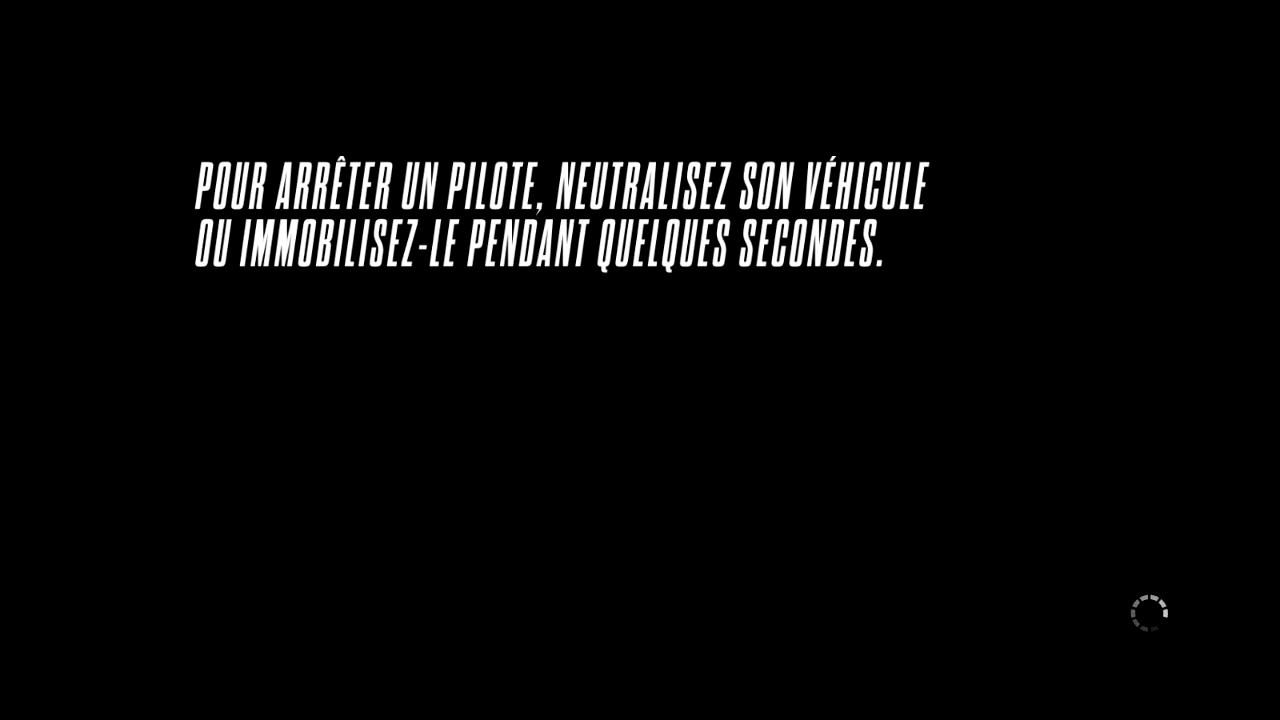 POUR ARRÊTER UN PILOTE, NEUTRALISEZ SON VÉHICULE
OU IMMOBILISEZ-LE PENDANT QUELQUES SECONDES.